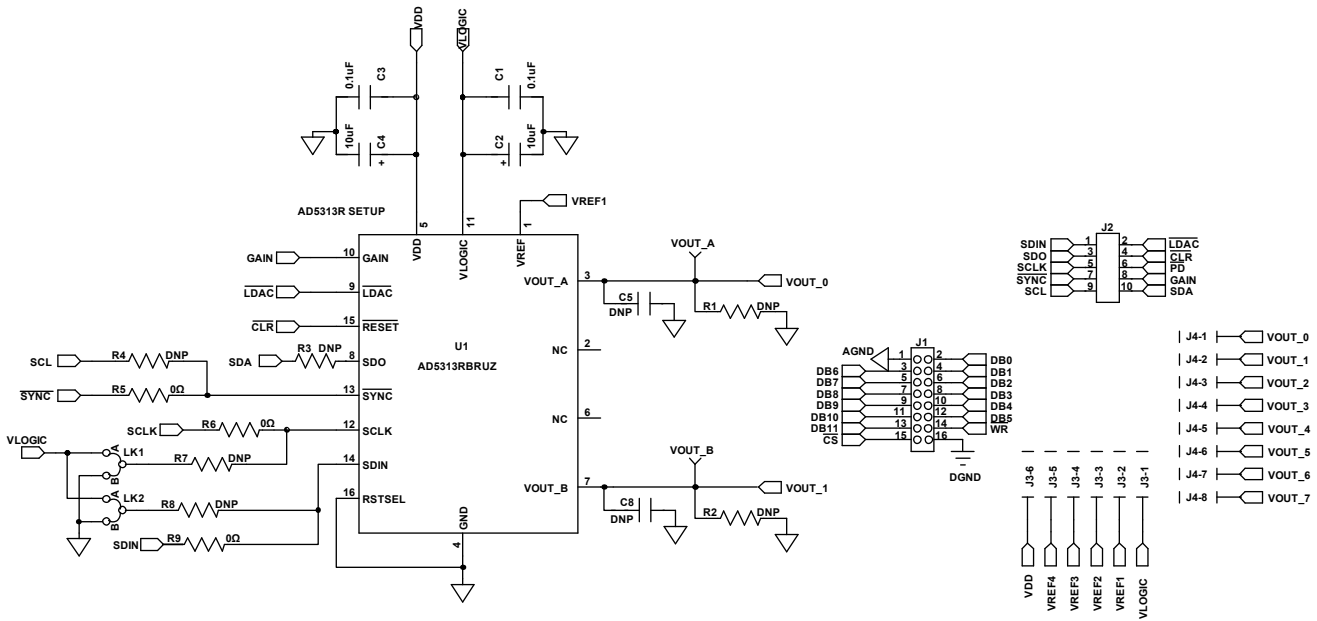 VDD
VLOGIC
0.1uF
C3
C1
0.1uF
10uF
C4
+
C2
10uF
+
AD5313R SETUP
5
11
1
VREF1
VDD
VLOGIC
VREF
GAIN
10
GAIN
LDAC
9
LDAC
CLR
15
RESET
SCL
R4
DNP
SDA
R3
DNP
8
SDO
SYNC
R5
0Ω
13
SYNC
SCLK
R6
0Ω
12
SCLK
VLOGIC
A
LK1
B
R7
DNP
14
SDIN
A
LK2
B
R8
DNP
16
RSTSEL
SDIN
R9
0Ω
GND
4
U1
AD5313RBRUZ
VOUT_A
3
VOUT_A
VOUT_0
C5
DNP
R1
DNP
NC
2
NC
6
VOUT_B
7
VOUT_B
VOUT_1
C8
DNP
R2
DNP
J1
AGND
1
2
DB0
DB6
3
4
DB1
DB7
5
6
DB2
DB8
7
8
DB3
DB9
9
10
DB4
DB10
11
12
DB5
DB11
13
14
WR
CS
15
16
DGND
J2
SDIN
1
2
LDAC
SDO
3
4
CLR
SCLK
5
6
PD
SYNC
7
8
GAIN
SCL
9
10
SDA
J4-1
VOUT_0
J4-2
VOUT_1
J4-3
VOUT_2
J4-4
VOUT_3
J4-5
VOUT_4
J4-6
VOUT_5
J4-7
VOUT_6
J4-8
VOUT_7
J3-6
J3-5
J3-4
J3-3
J3-2
J3-1
VDD
VREF4
VREF3
VREF2
VREF1
VLOGIC